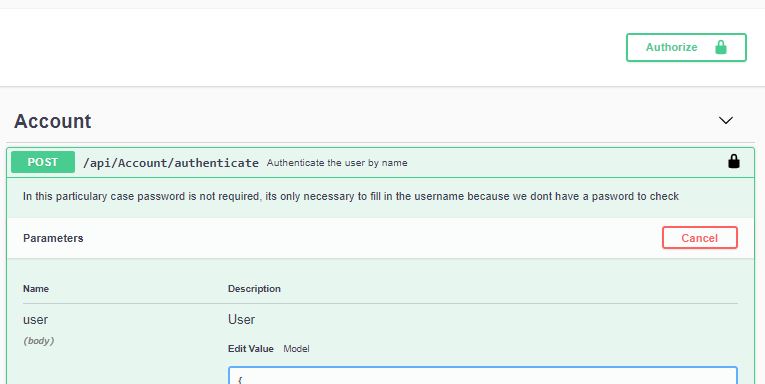 Authorize
Account
POST /api/Account/authenticate Authenticate the user by name
In this particulary case password is not required, its only necessary to fill in the username because we dont have a pasword to check
Parameters Cancel
Name Description
user User
(body)
Edit Value Model
{